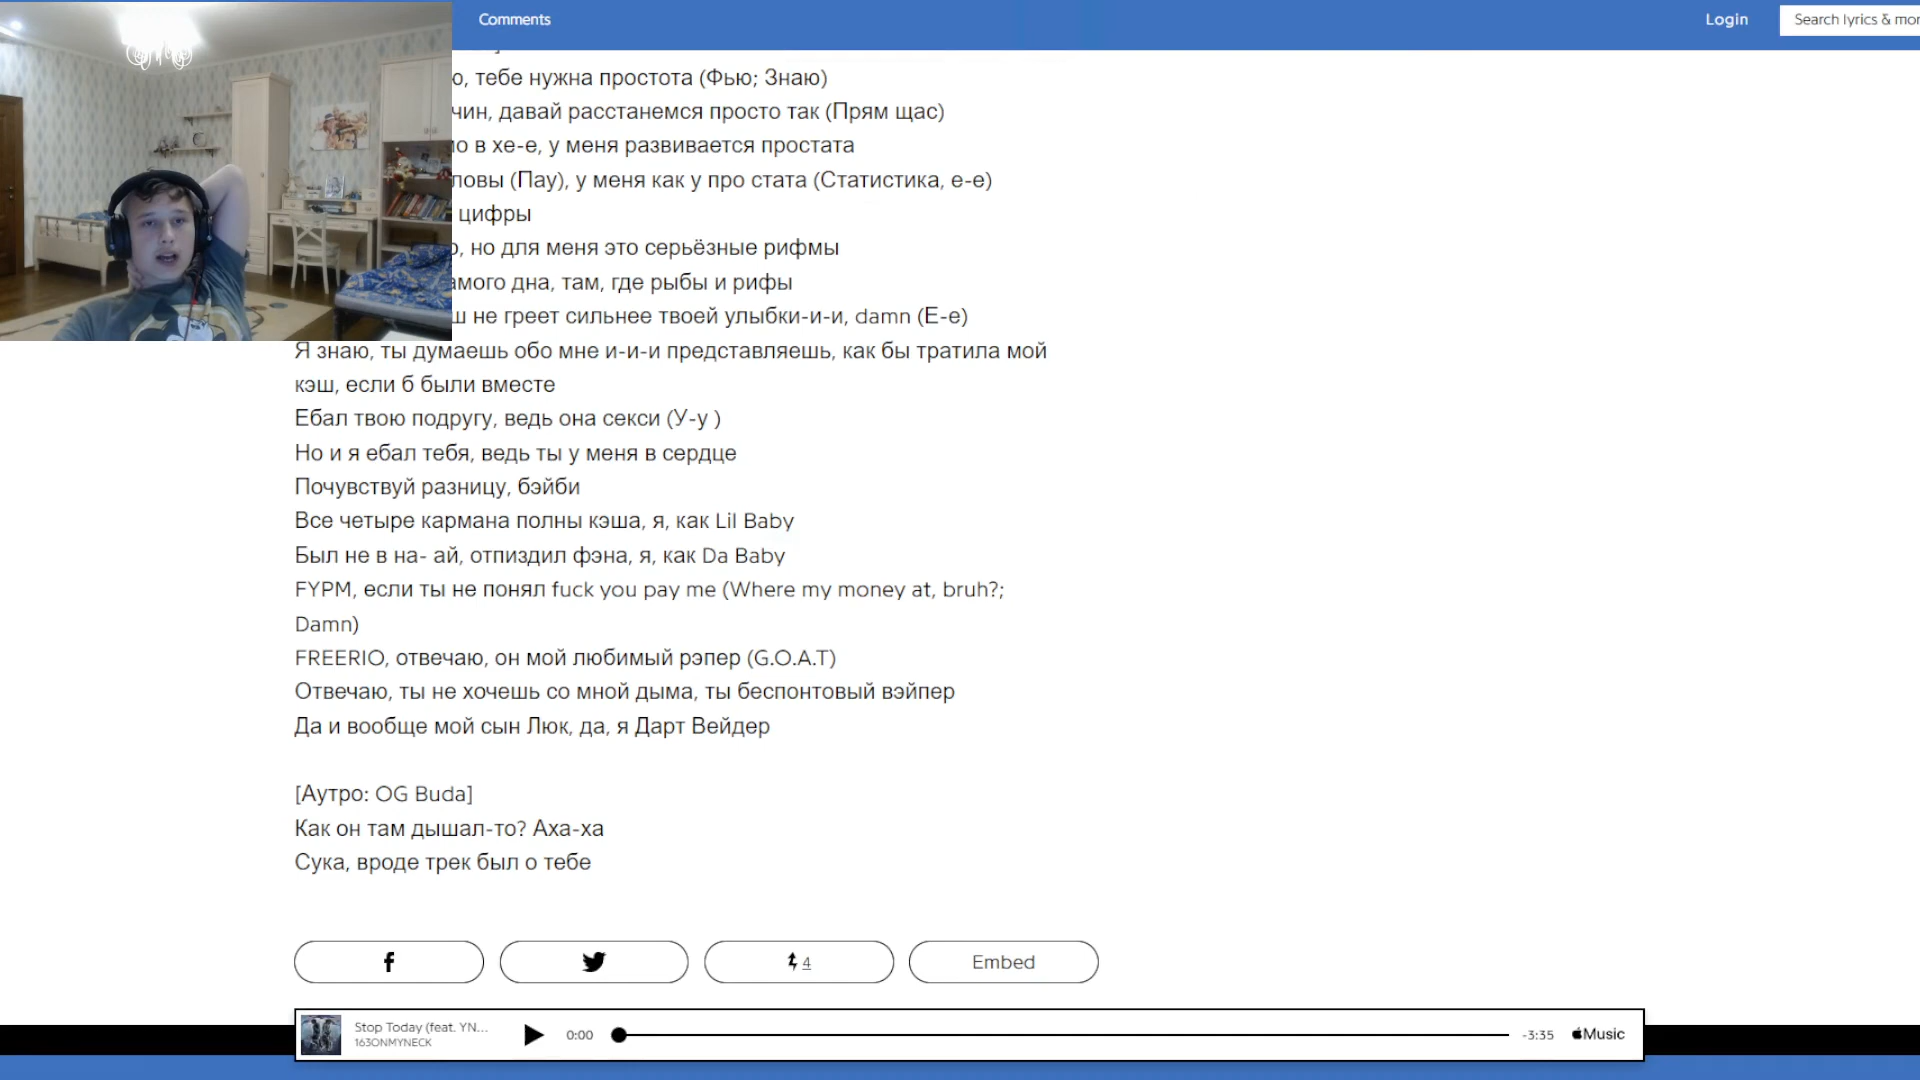 Comments
Login
Search lyrics & mor
о, тебе нужна простота (Фью; Знаю)
чин, давай расстанемся просто так (Прям щас)
о в хе-е, у меня развивается простата
ловы (Пау), у меня как у про стата (Статистика, е-е)
цифры
о, но для меня это серьёзные рифмы
амого дна, там, где рыбы и рифы
ш не греет сильнее твоей улыбки-и-и, damn (Е-е)
Я знаю, ты думаешь обо мне и-и-и представляешь, как бы тратила мой
кэш, если б были вместе
Ебал твою подругу, ведь она секси (У-у )
Но и я ебал тебя, ведь ты у меня в сердце
Почувствуй разницу, бэйби
Все четыре кармана полны кэша, я, как Lil Baby
Был не в на- ай, отпиздил фэна, я, как Da Baby
FYPM, если ты не понял fuck you pay me (Where my money at, bruh?;
Damn)
FREERIO, отвечаю, он мой любимый рэпер (G.O.A.T)
Отвечаю, ты не хочешь со мной дыма, ты беспонтовый вэйпер
Да и вообще мой сын Люк, да, я Дарт Вейдер
[Аутро: OG Buda]
Как он там дышал-то? Аха-ха
Сука, вроде трек был о тебе
4
Embed
Stop Today (feat. YN...
163ONMYNECK
0:00
-3:35
Music